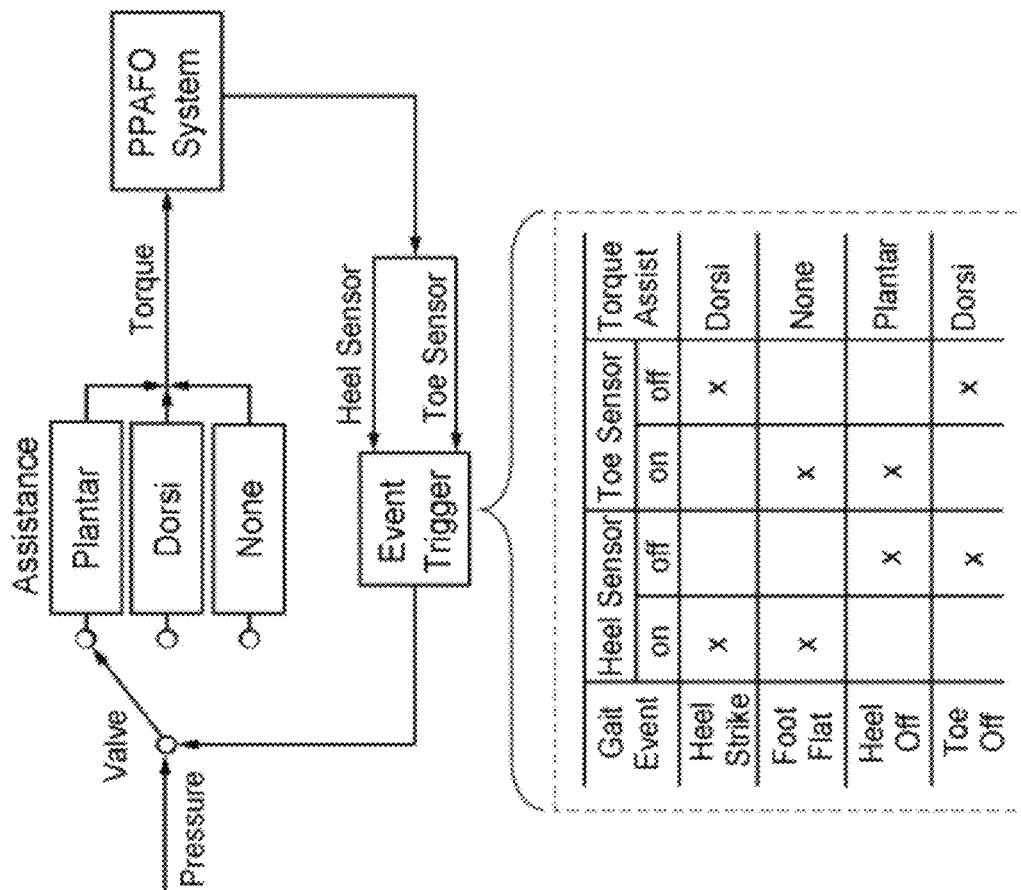 Assistance
Pressure
Valve
Plantar
Dorsi
None
Torque
PPAFO
System
Event
Trigger
Heel Sensor
Toe Sensor
Gait
Event
Heel Sensor
Toe Sensor
Torque
Assist
on
off
on
off
Heel
Strike
x
x
Dorsi
Foot
Flat
x
x
None
Heel
Off
x
x
Plantar
Toe
Off
x
x
Dorsi